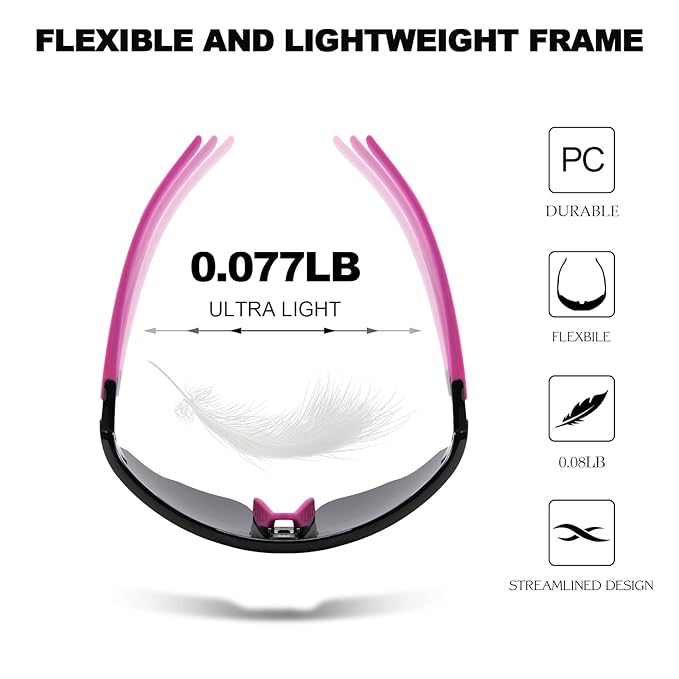 FLEXIBLE AND LIGHTWEIGHT FRAME
0.077LB
ULTRA LIGHT
PC
DURABLE
FLEXBILE
0.08LB
STREAMLINED DESIGN